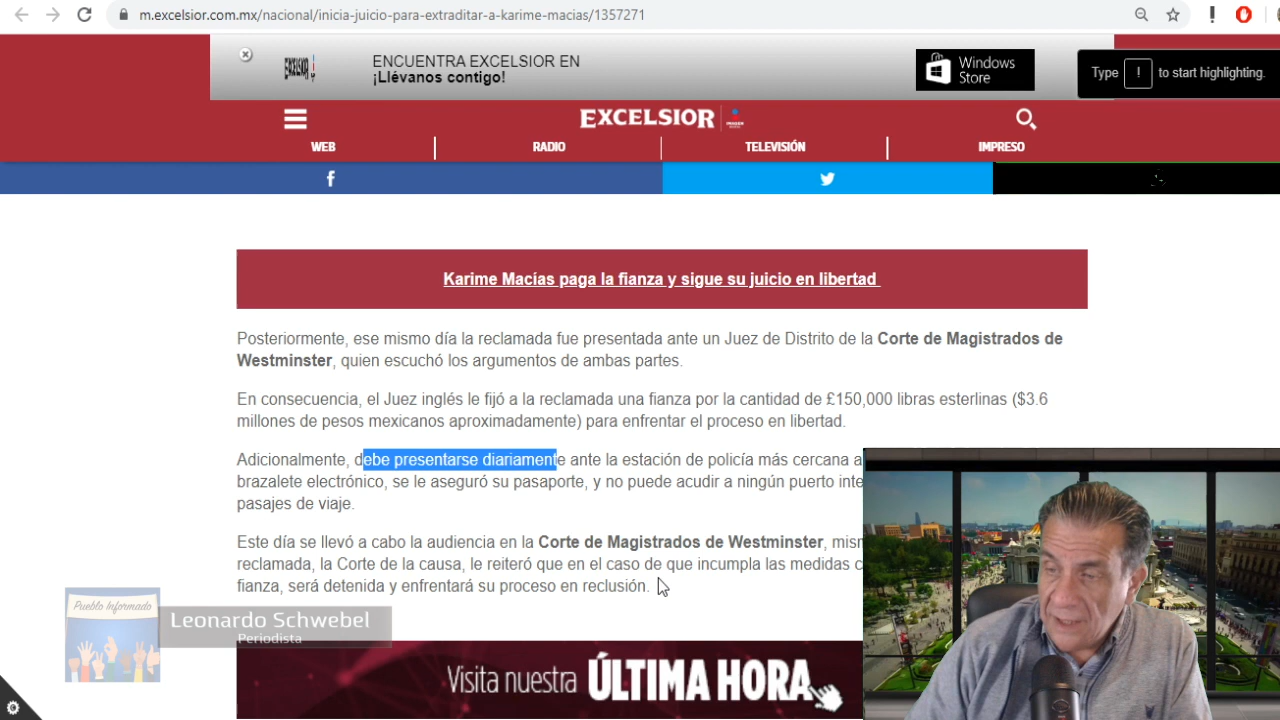 m.excelsior.com.mx/nacional/inicia-juicio-para-extraditar-a-karime-macias/1357271
EXCELSIOR
ENCUENTRA EXCELSIOR EN
¡Llévanos contigo!
Windows
Store
Type ! to start highlighting.
EXCELSIOR
WEB
RADIO
TELEVISIÓN
IMPRESO
Karime Macías paga la fianza y sigue su juicio en libertad
Posteriormente, ese mismo día la reclamada fue presentada ante un Juez de Distrito de la Corte de Magistrados de
Westminster, quien escuchó los argumentos de ambas partes.
En consecuencia, el Juez inglés le fijó a la reclamada una fianza por la cantidad de £150,000 libras esterlinas ($3.6
millones de pesos mexicanos aproximadamente) para enfrentar el proceso en libertad.
Adicionalmente, debe presentarse diariamente ante la estación de policía más cercana a
brazalete electrónico, se le aseguró su pasaporte, y no puede acudir a ningún puerto inte
pasajes de viaje.
Este día se llevó a cabo la audiencia en la Corte de Magistrados de Westminster, misn
reclamada, la Corte de la causa, le reiteró que en el caso de que incumpla las medidas c
fianza, será detenida y enfrentará su proceso en reclusión.
Pueblo Informado
Leonardo Schwebel
Periodista
Visita nuestra ÚLTIMA HORA